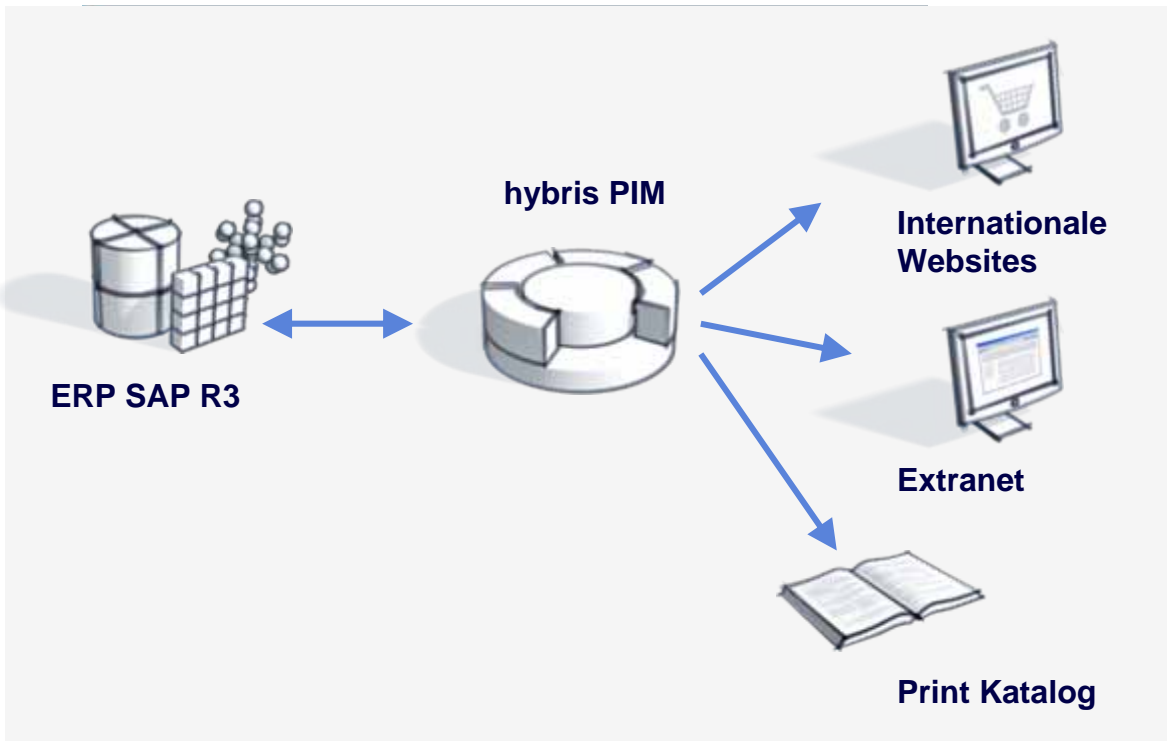 hybris PIM
Internationale
Websites
ERP SAP R3
Extranet
Print Katalog